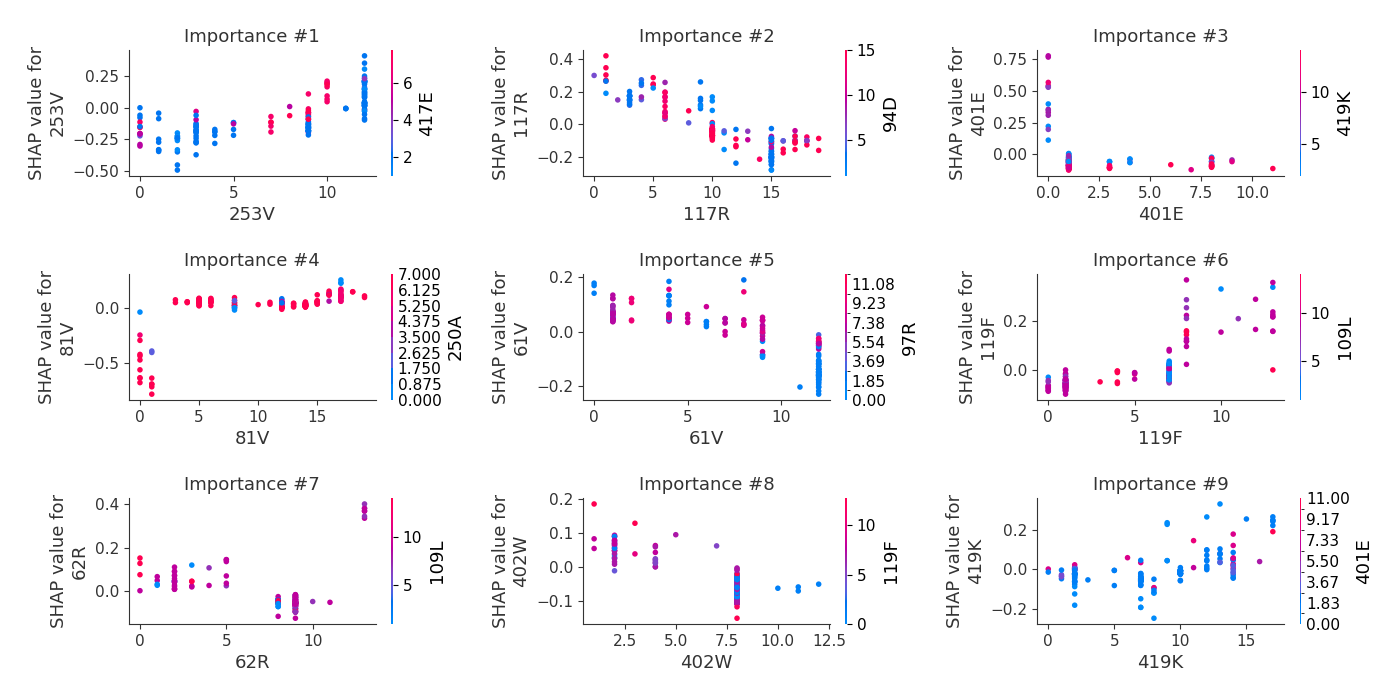 Importance #1
SHAP value for
253V
0.25
0.00
−0.25
−0.50
0
5
10
253V
6
4
2
417E
Importance #2
SHAP value for
117R
0.4
0.2
0.0
−0.2
0
5
10
15
117R
15
10
5
94D
Importance #3
SHAP value for
401E
0.75
0.50
0.25
0.00
0.0
2.5
5.0
7.5
10.0
401E
10
5
419K
Importance #4
SHAP value for
81V
0.0
−0.5
0
5
10
15
81V
7.000
6.125
5.250
4.375
3.500
2.625
1.750
0.875
0.000
250A
Importance #5
SHAP value for
61V
0.2
0.0
−0.2
0
5
10
61V
11.08
9.23
7.38
5.54
3.69
1.85
0.00
97R
Importance #6
SHAP value for
119F
0.2
0.0
0
5
10
119F
10
5
109L
Importance #7
SHAP value for
62R
0.4
0.2
0.0
0
5
10
62R
10
5
109L
Importance #8
SHAP value for
402W
0.2
0.1
0.0
−0.1
2.5
5.0
7.5
10.0
12.5
402W
10
5
0
119F
Importance #9
SHAP value for
419K
0.2
0.0
−0.2
0
5
10
15
419K
11.00
9.17
7.33
5.50
3.67
1.83
0.00
401E